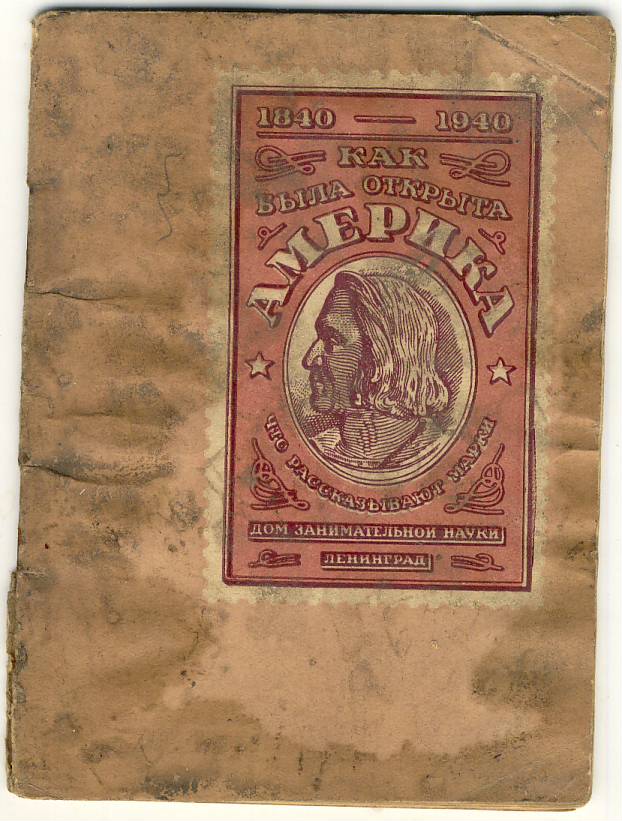 1840 — 1940
КАК
БЫЛА ОТКРЫТА
АМЕРИКА
ЧТО РАССКАЗЫВАЮТ МАРКИ
ДОМ ЗАНИМАТЕЛЬНОЙ НАУКИ
ЛЕНИНГРАД